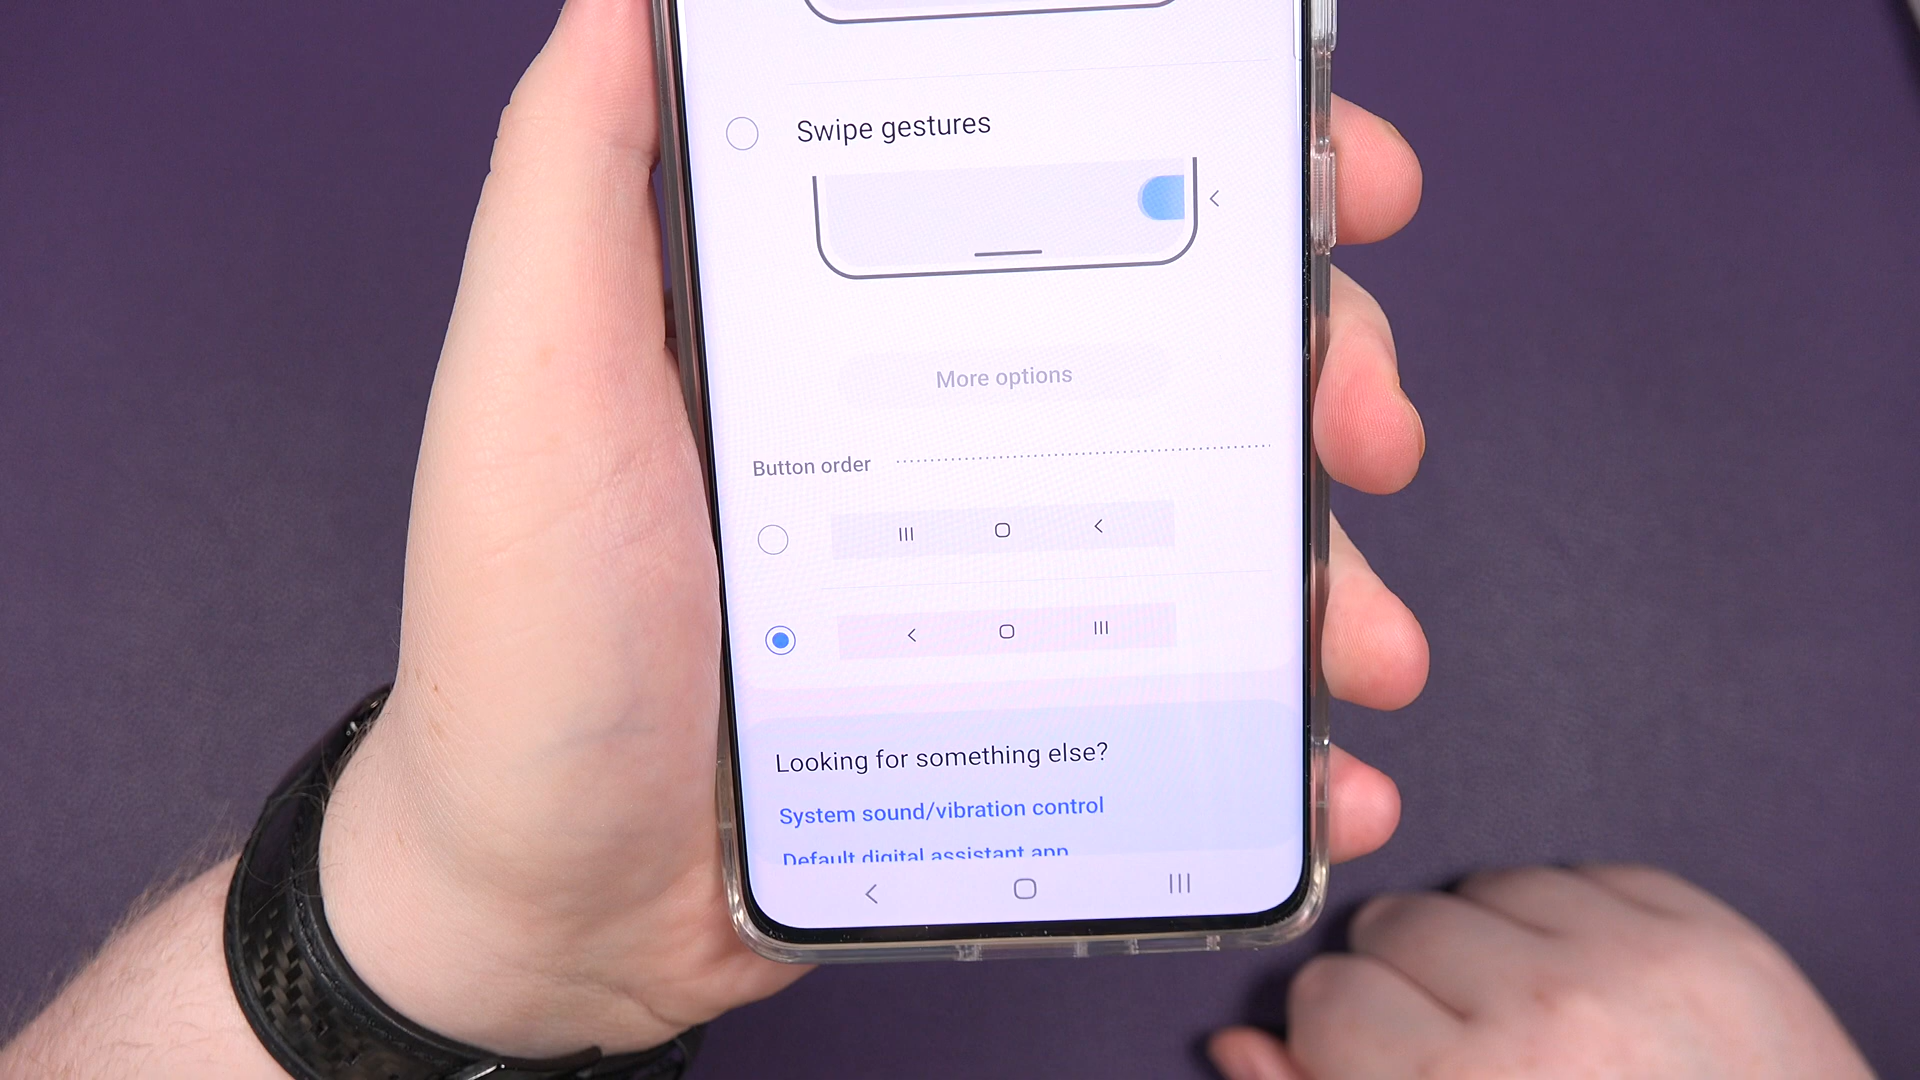 Swipe gestures
More options
Button order
Looking for something else?
System sound/vibration control
Default digital assistant app